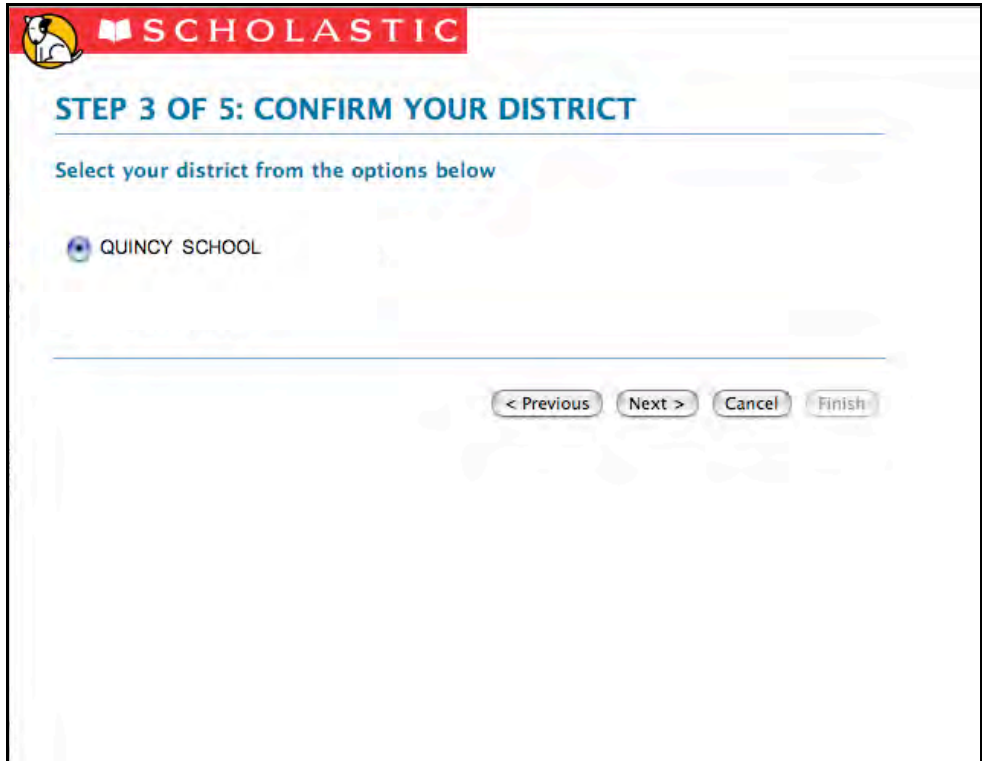 SCHOLASTIC
STEP 3 OF 5: CONFIRM YOUR DISTRICT
Select your district from the options below
QUINCY SCHOOL
< Previous Next > Cancel Finish